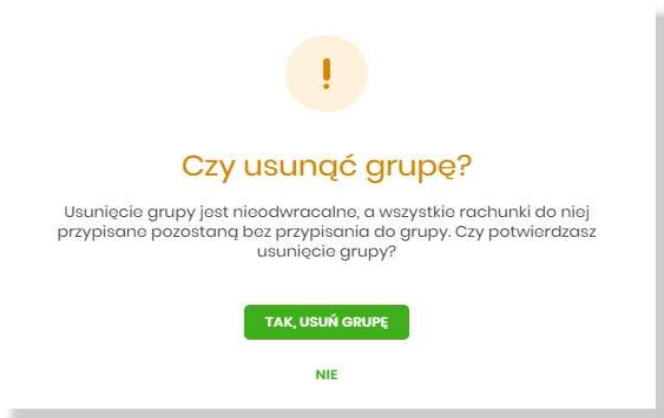 !
Czy usunąć grupę?
Usunięcie grupy jest nieodwracalne, a wszystkie rachunki do niej
przypisane pozostaną bez przypisania do grupy. Czy potwierdzasz
usunięcie grupy?
TAK, USUŃ GRUPĘ
NIE